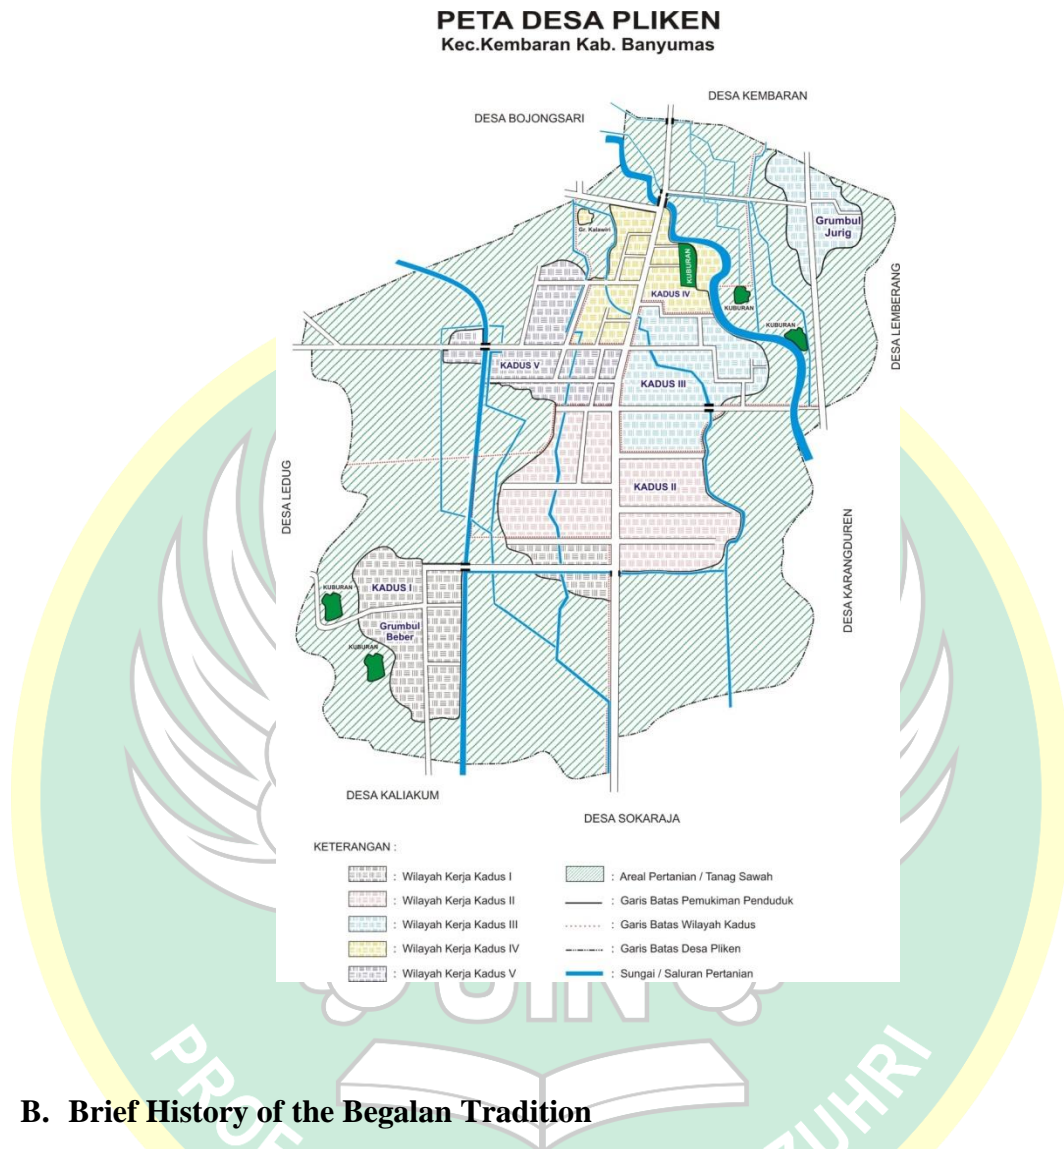 PETA DESA PLIKEN
Kec.Kembaran Kab. Banyumas
DESA KEMBARAN
DESA BOJONGSARI
Grumbul
Jurig
Gr. Kalewiri
KUBURAN
KADUS IV
KUBURAN
KUBURAN
DESA LEMBERANG
KADUS V
KADUS III
DESA LEDUG
KADUS II
DESA KARANGDUREN
KUBURAN
KADUS I
Grumbul
Beber
KUBURAN
DESA KALIAKUM
DESA SOKARAJA
KETERANGAN :
: Wilayah Kerja Kadus I
: Wilayah Kerja Kadus II
: Wilayah Kerja Kadus III
: Wilayah Kerja Kadus IV
: Wilayah Kerja Kadus V
: Areal Pertanian / Tanag Sawah
: Garis Batas Pemukiman Penduduk
: Garis Batas Wilayah Kadus
: Garis Batas Desa Pliken
: Sungai / Saluran Pertanian
UIN
B. Brief History of the Begalan Tradition